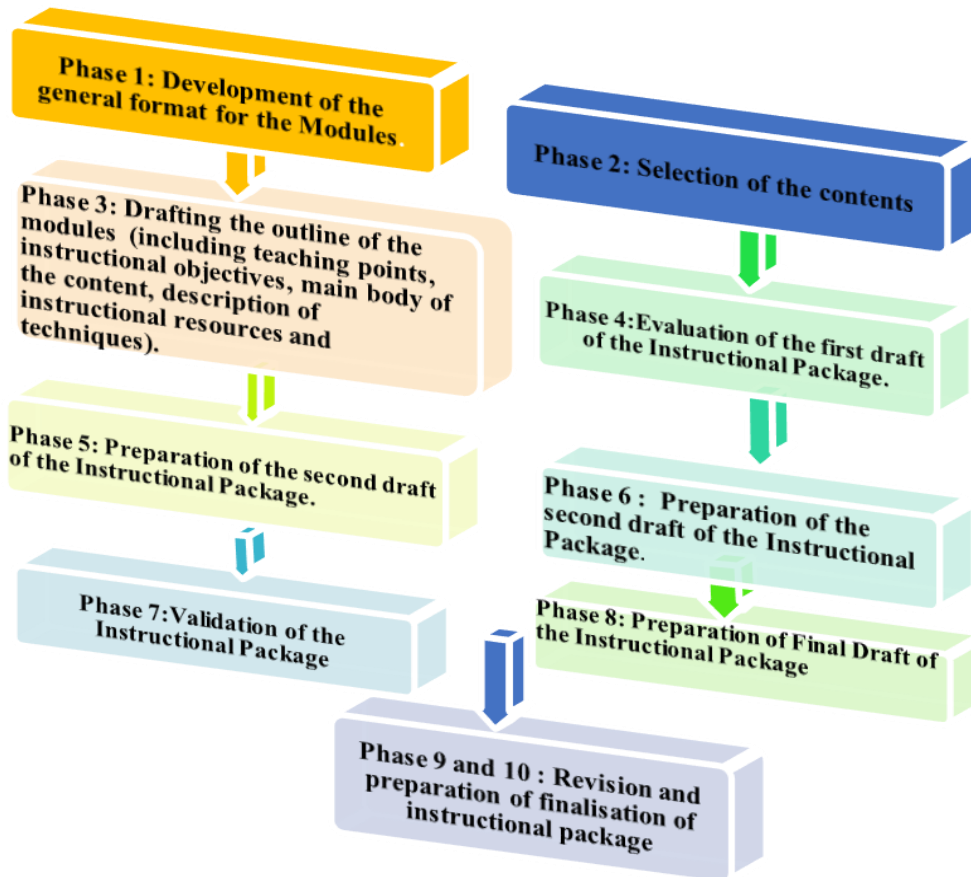 Phase 1: Development of the
general format for the Modules.
Phase 2: Selection of the contents
Phase 3: Drafting the outline of the
modules (including teaching points,
instructional objectives, main body of
the content, description of
instructional resources and
techniques).
Phase 4:Evaluation of the first draft
of the Instructional Package.
Phase 5: Preparation of the second draft
of the Instructional Package.
Phase 6 : Preparation of the
second draft of the Instructional
Package.
Phase 7:Validation of the
Instructional Package
Phase 8: Preparation of Final Draft of
the Instructional Package
Phase 9 and 10 : Revision and
preparation of finalisation of
instructional package